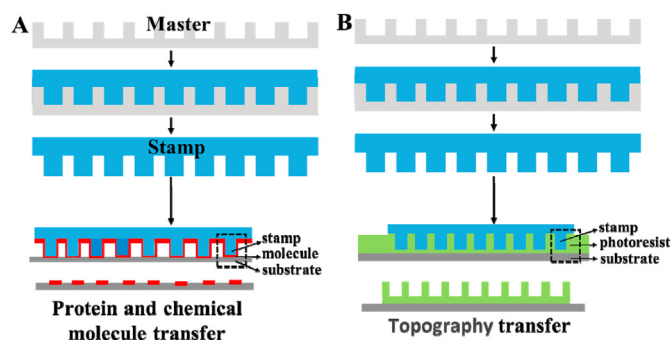 A
Master
Stamp
stamp
molecule
substrate
Protein and chemical
molecule transfer
B
stamp
photoresist
substrate
Topography transfer